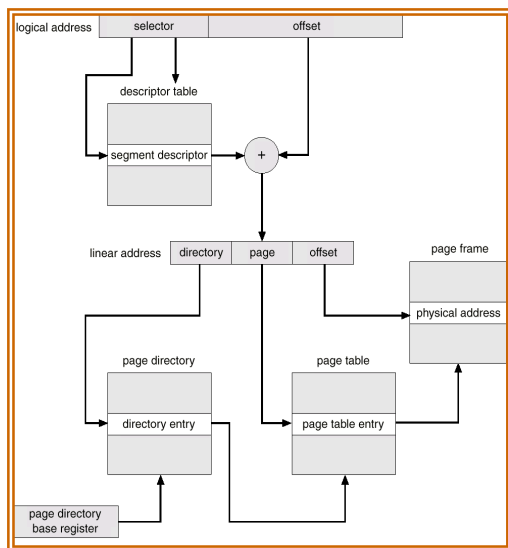 logical address
selector
offset
descriptor table
segment descriptor
+
linear address
directory
page
offset
page frame
physical address
page directory
page table
directory entry
page table entry
page directory
base register